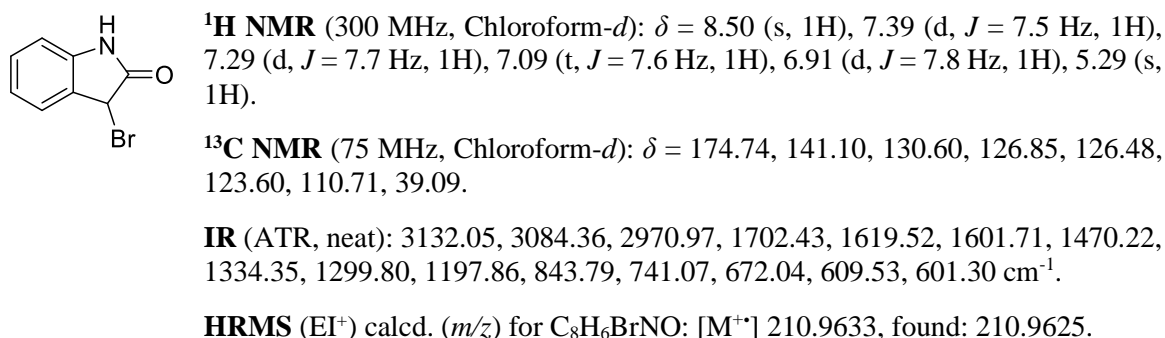 H
N
O
Br
¹H NMR (300 MHz, Chloroform-d): δ = 8.50 (s, 1H), 7.39 (d, J = 7.5 Hz, 1H),
7.29 (d, J = 7.7 Hz, 1H), 7.09 (t, J = 7.6 Hz, 1H), 6.91 (d, J = 7.8 Hz, 1H), 5.29 (s,
1H).
¹³C NMR (75 MHz, Chloroform-d): δ = 174.74, 141.10, 130.60, 126.85, 126.48,
123.60, 110.71, 39.09.
IR (ATR, neat): 3132.05, 3084.36, 2970.97, 1702.43, 1619.52, 1601.71, 1470.22,
1334.35, 1299.80, 1197.86, 843.79, 741.07, 672.04, 609.53, 601.30 cm⁻¹.
HRMS (EI⁺) calcd. (m/z) for C₈H₆BrNO: [M⁺•] 210.9633, found: 210.9625.